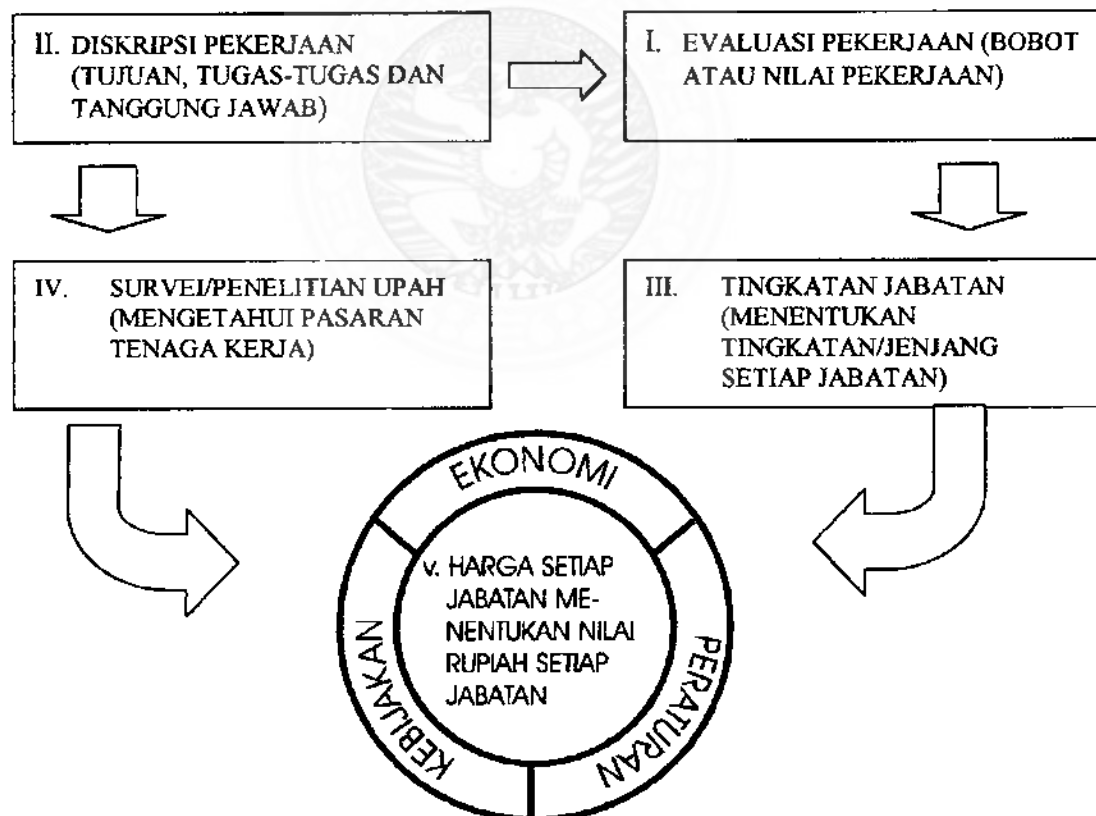 II. DISKRIPSI PEKERJAAN
(TUJUAN, TUGAS-TUGAS DAN
TANGGUNG JAWAB)
I. EVALUASI PEKERJAAN (BOBOT
ATAU NILAI PEKERJAAN)
IV. SURVEI/PENELITIAN UPAH
(MENGETAHUI PASARAN
TENAGA KERJA)
III. TINGKATAN JABATAN
(MENENTUKAN
TINGKATAN/JENJANG
SETIAP JABATAN)
EKONOMI
V. HARGA SETIAP
JABATAN ME-
NENTUKAN NILAI
RUPIAH SETIAP
JABATAN
KEBIJAKAN
PERATURAN